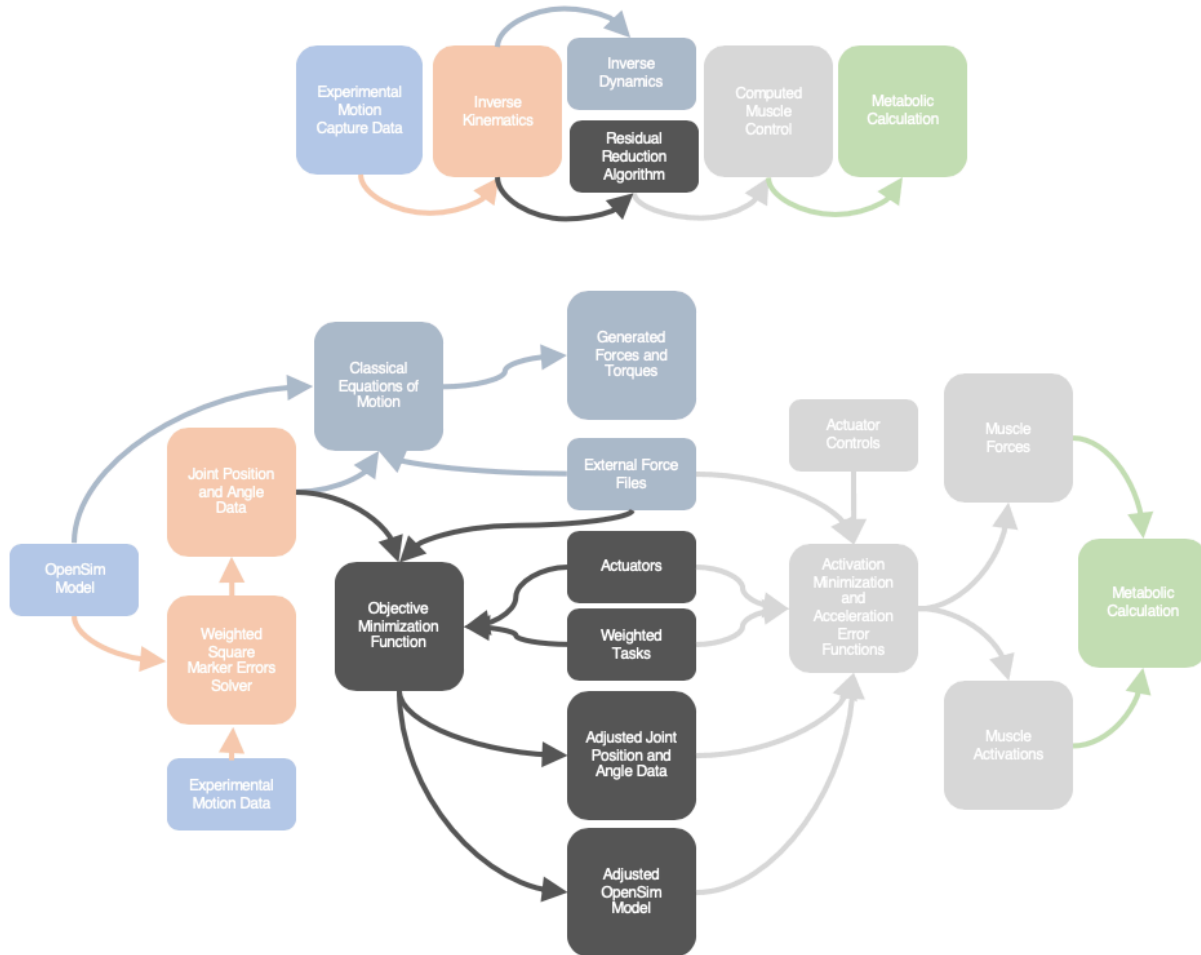 Experimental
Motion
Capture Data
Inverse
Kinematics
Inverse
Dynamics
Residual
Reduction
Algorithm
Computed
Muscle
Control
Metabolic
Calculation
Generated
Forces and
Torques
Classical
Equations of
Motion
Actuator
Controls
Muscle
Forces
Joint Position
and Angle
Data
External Force
Files
OpenSim
Model
Actuators
Activation
Minimization
and
Acceleration
Error
Functions
Metabolic
Calculation
Objective
Minimization
Function
Weighted
Tasks
Weighted
Square
Marker Errors
Solver
Adjusted Joint
Position and
Angle Data
Muscle
Activations
Experimental
Motion Data
Adjusted
OpenSim
Model